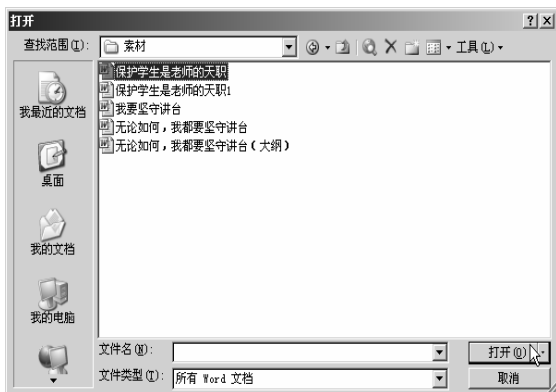 打开
查找范围(I): 素材 工具(L)
保护学生是老师的天职
保护学生是老师的天职1
我要坚守讲台
无论如何，我都要坚守讲台
无论如何，我都要坚守讲台(大纲)
我最近的文档
桌面
我的文档
我的电脑
文件名(N): 打开(O)
文件类型(T): 所有 Word 文档 取消